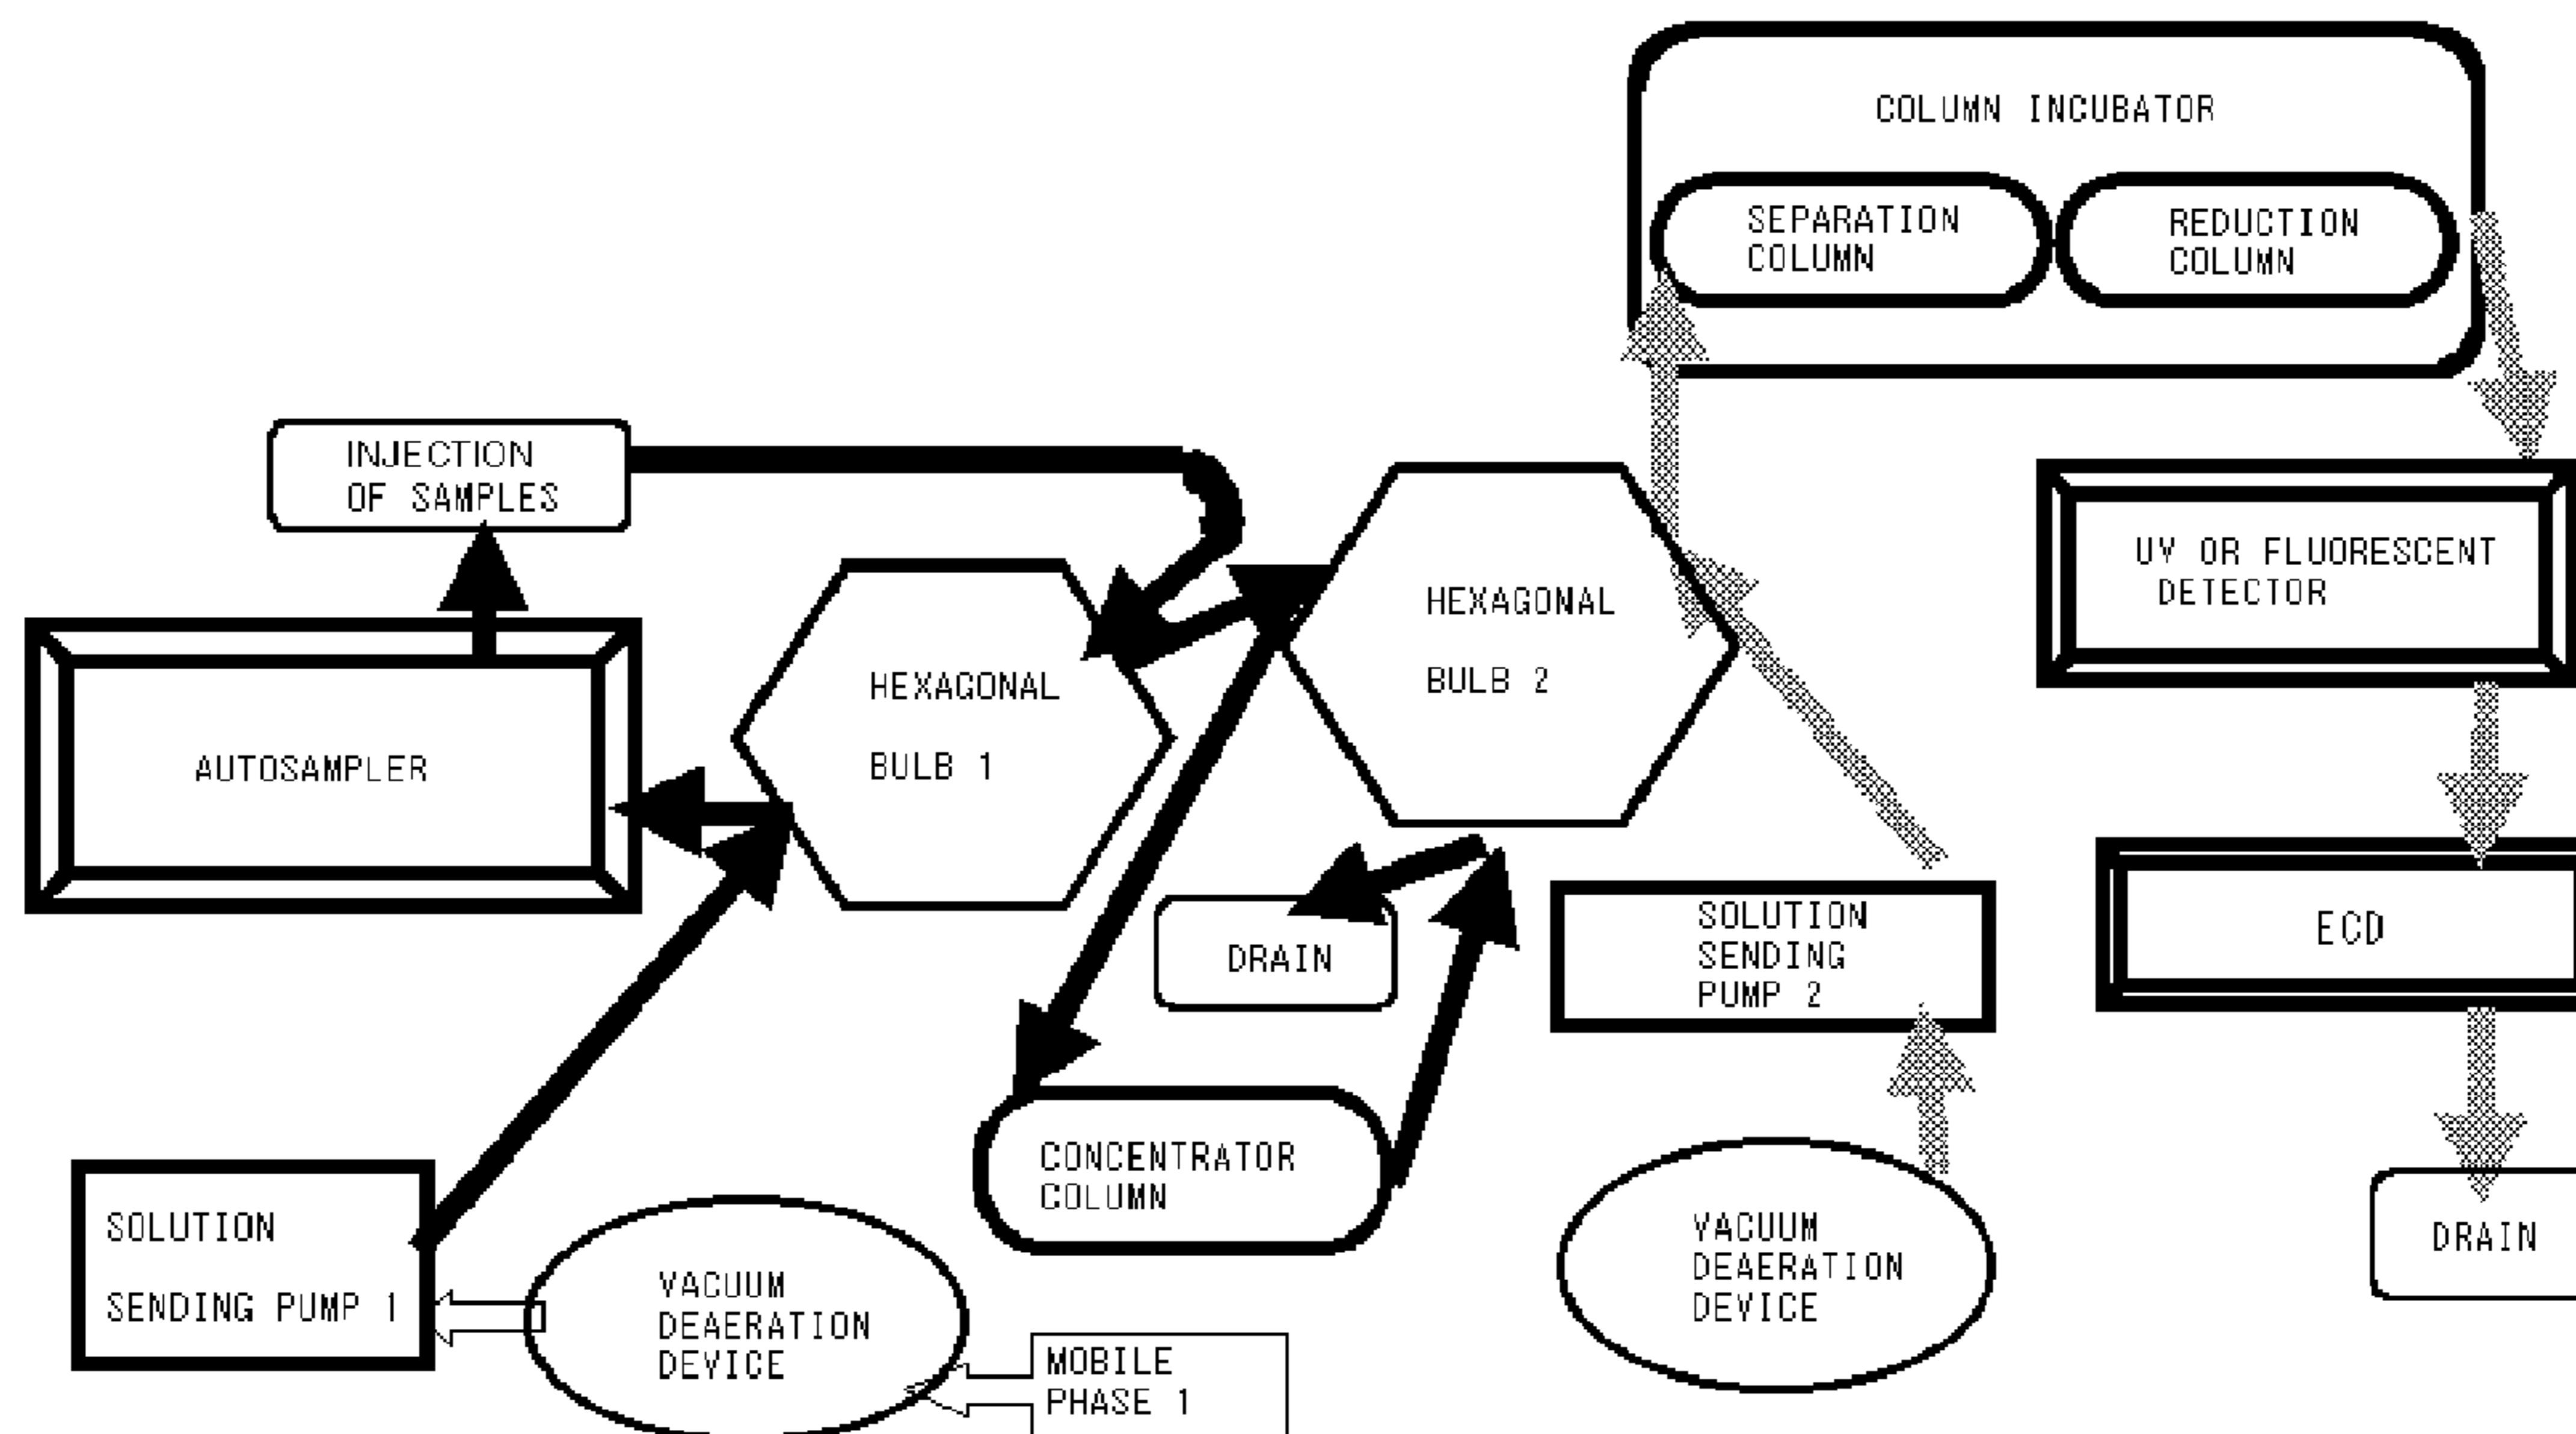 COLUMN INCUBATOR
SEPARATION
COLUMN
REDUCTION
COLUMN
INJECTION
OF SAMPLES
UV OR FLUORESCENT
DETECTOR
HEXAGONAL
BULB 2
HEXAGONAL
BULB 1
AUTOSAMPLER
DRAIN
SOLUTION
SENDING
PUMP 2
ECD
CONCENTRATOR
COLUMN
SOLUTION
SENDING PUMP 1
VACUUM
DEAERATION
DEVICE
VACUUM
DEAERATION
DEVICE
DRAIN
MOBILE
PHASE 1